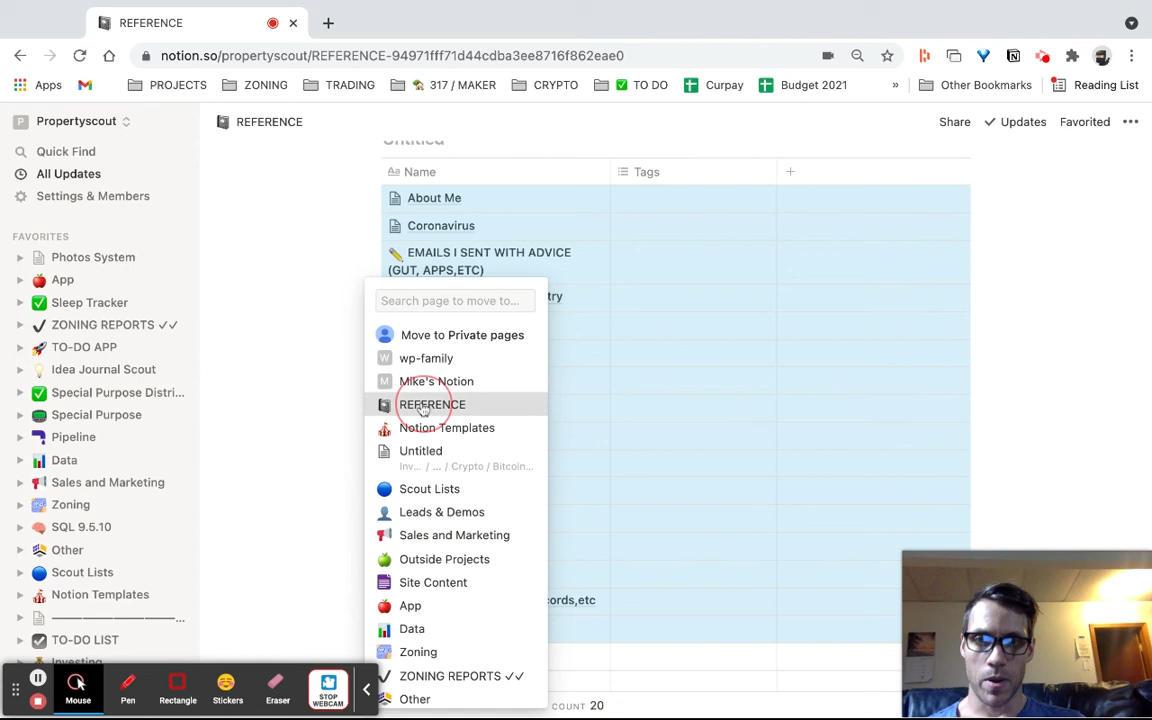 REFERENCE
notion.so/propertyscout/REFERENCE-94971fff71d44cdba3ee8716f862eae0
Apps
PROJECTS
ZONING
TRADING
317 / MAKER
CRYPTO
TO DO
Curpay
Budget 2021
»
Other Bookmarks
Reading List
P
Propertyscout
REFERENCE
Share
Updates
Favorited
Quick Find
All Updates
Settings & Members
FAVORITES
Photos System
App
Sleep Tracker
ZONING REPORTS ✓✓
TO-DO APP
Idea Journal Scout
Special Purpose Distri...
Special Purpose
Pipeline
Data
Sales and Marketing
Zoning
SQL 9.5.10
Other
Scout Lists
Notion Templates
TO-DO LIST
Investing
Untitled
Aa Name
Tags
About Me
Coronavirus
EMAILS I SENT WITH ADVICE
(GUT, APPS,ETC)
try
cords,etc
COUNT 20
Search page to move to...
Move to Private pages
W wp-family
M Mike's Notion
REFERENCE
Notion Templates
Untitled
Inv... / ... / Crypto / Bitcoin...
Scout Lists
Leads & Demos
Sales and Marketing
Outside Projects
Site Content
App
Data
Zoning
ZONING REPORTS ✓✓
Other
Mouse
Pen
Rectangle
Stickers
Eraser
STOP
WEBCAM